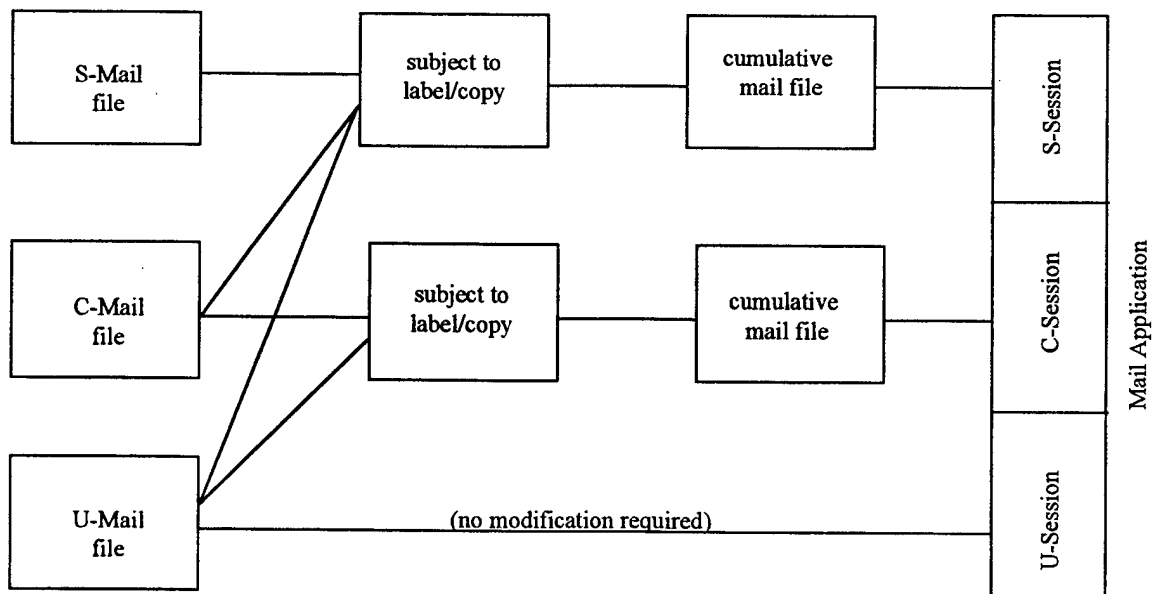 S-Mail
file
subject to
label/copy
cumulative
mail file
S-Session
C-Mail
file
subject to
label/copy
cumulative
mail file
C-Session
Mail Application
U-Mail
file
(no modification required)
U-Session